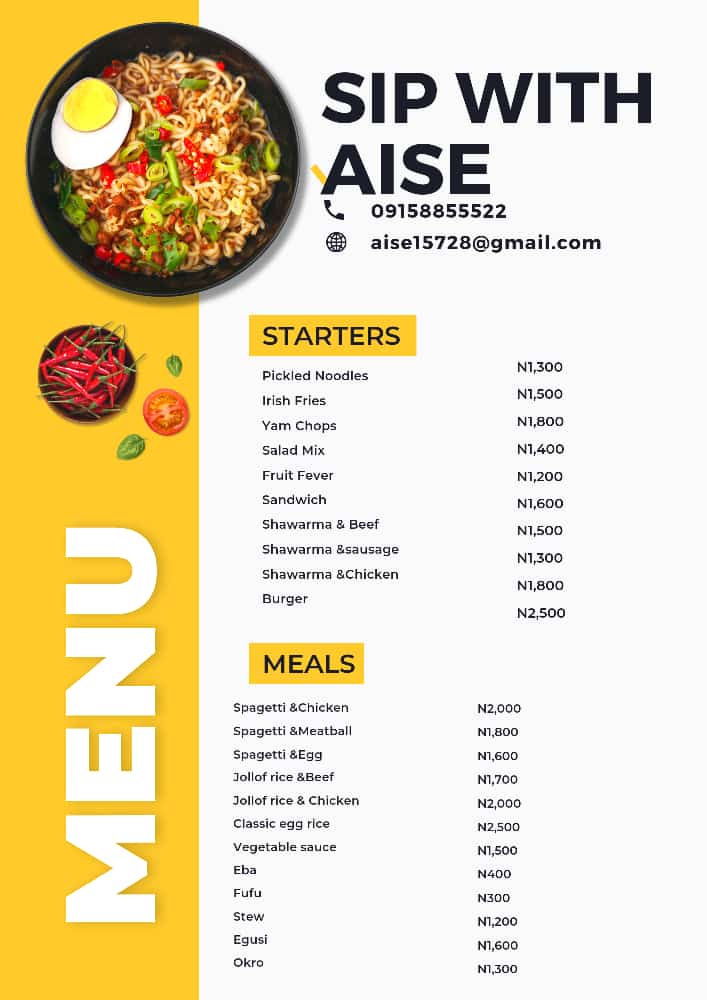 SIP WITH
AISE
09158855522
aise15728@gmail.com
MENU
STARTERS
Pickled Noodles N1,300
Irish Fries N1,500
Yam Chops N1,800
Salad Mix N1,400
Fruit Fever N1,200
Sandwich N1,600
Shawarma & Beef N1,500
Shawarma &sausage N1,300
Shawarma &Chicken N1,800
Burger N2,500
MEALS
Spagetti &Chicken N2,000
Spagetti &Meatball N1,800
Spagetti &Egg N1,600
Jollof rice &Beef N1,700
Jollof rice & Chicken N2,000
Classic egg rice N2,500
Vegetable sauce N1,500
Eba N400
Fufu N300
Stew N1,200
Egusi N1,600
Okro N1,300